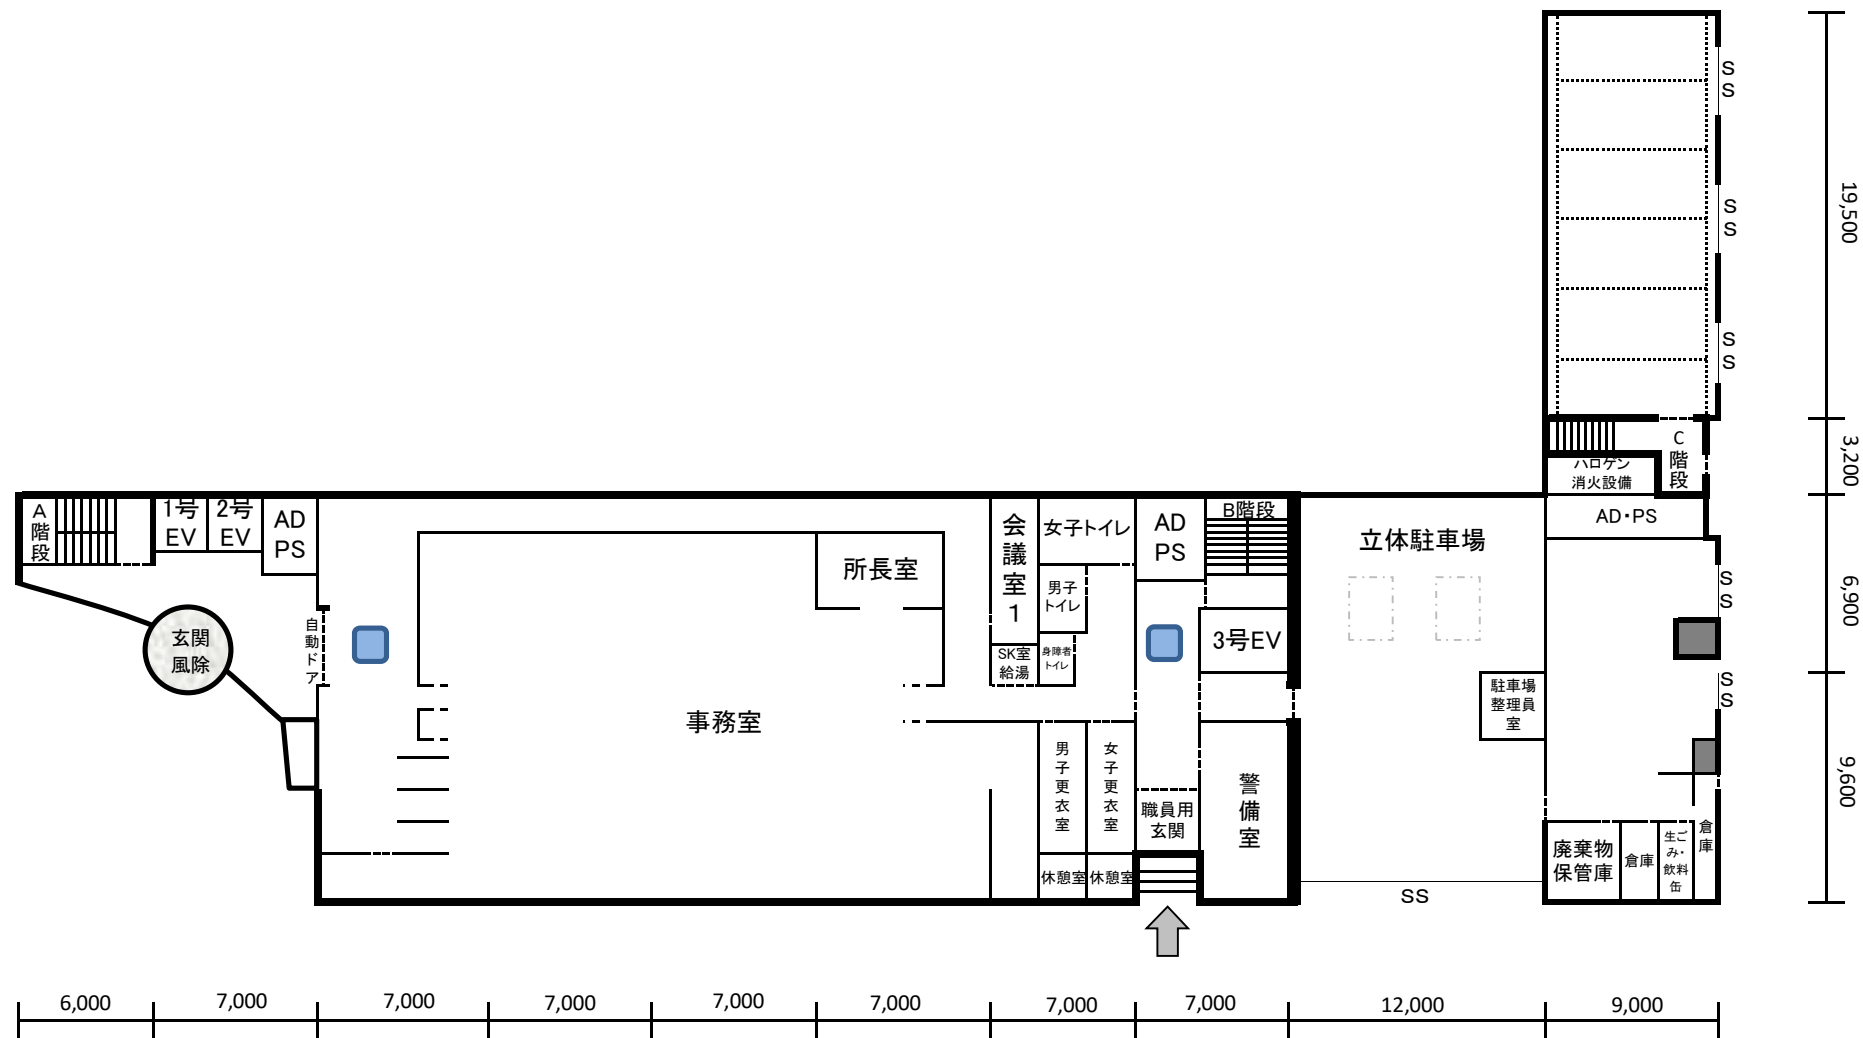 S
S
S
S
S
S
19,500
C
階
段
3,200
ハロゲン
消火設備
A
階
段
1号
EV
2号
EV
AD
PS
会
議
室
1
女子トイレ
AD
PS
B階段
立体駐車場
AD・PS
所長室
男子
トイレ
S
S
6,900
玄関
風除
自
動
ド
ア
SK室
給湯
身障者
トイレ
3号EV
事務室
駐車場
整理員
室
S
S
男
子
更
衣
室
女
子
更
衣
室
警
備
室
9,600
職員用
玄関
廃棄物
保管庫
倉庫
生ご
み・
飲料
缶
倉
庫
休憩室
休憩室
SS
6,000
7,000
7,000
7,000
7,000
7,000
7,000
7,000
12,000
9,000